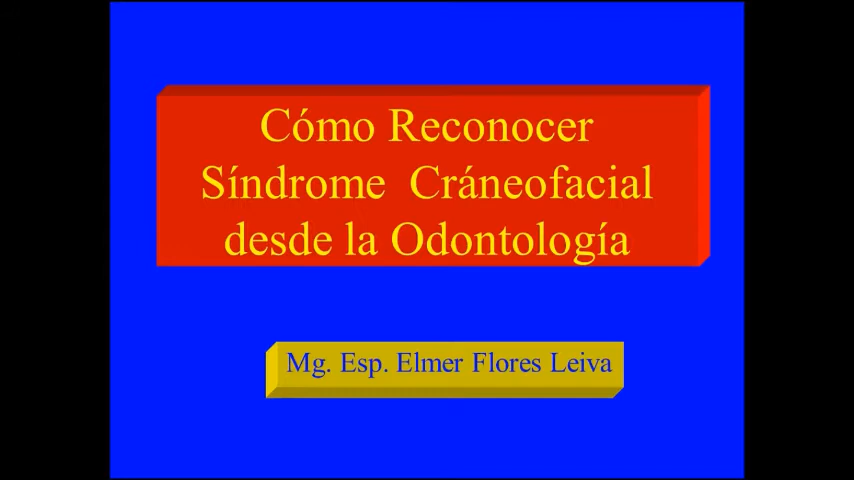 Cómo Reconocer
Síndrome  Cráneofacial
desde la Odontología
Mg. Esp. Elmer Flores Leiva